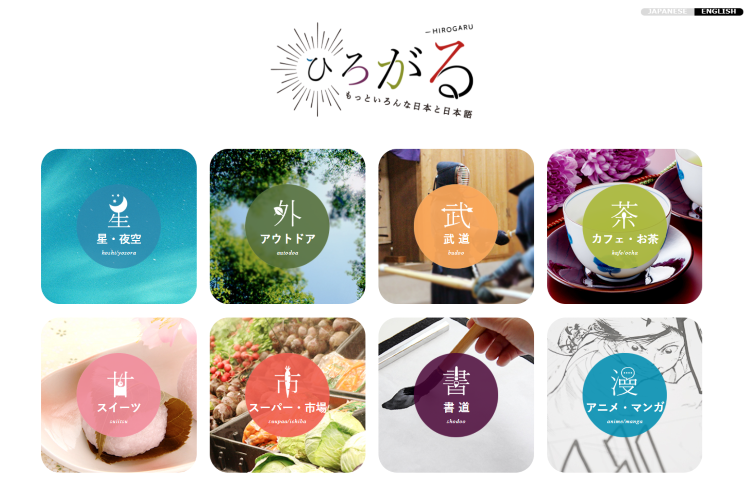 JAPANESE ENGLISH
HIROGARU
ひろがる
もっといろんな日本と日本語
星
星・夜空
hoshi/yozora
外
アウトドア
autodoa
武
武道
budoo
茶
カフェ・お茶
kafe/ocha
甘
スイーツ
suiitsu
市
スーパー・市場
suupaa/ichiba
書
書道
shodoo
漫
アニメ・マンガ
anime/manga